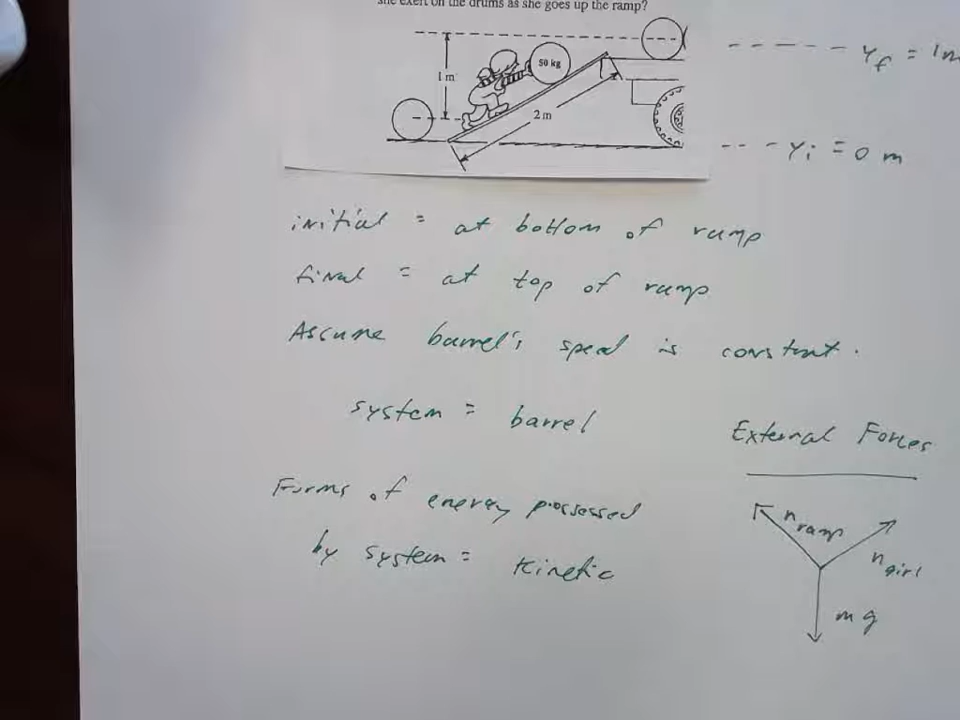 she exert on the drums as she goes up the ramp?
1 m
50 kg
2 m
yf = 1m
yi = 0 m
initial = at bottom of ramp
final = at top of ramp
Assume barrel's speed is constant.
system = barrel
External Forces
Forms of energy possessed
by system = kinetic
n ramp
n girl
mg